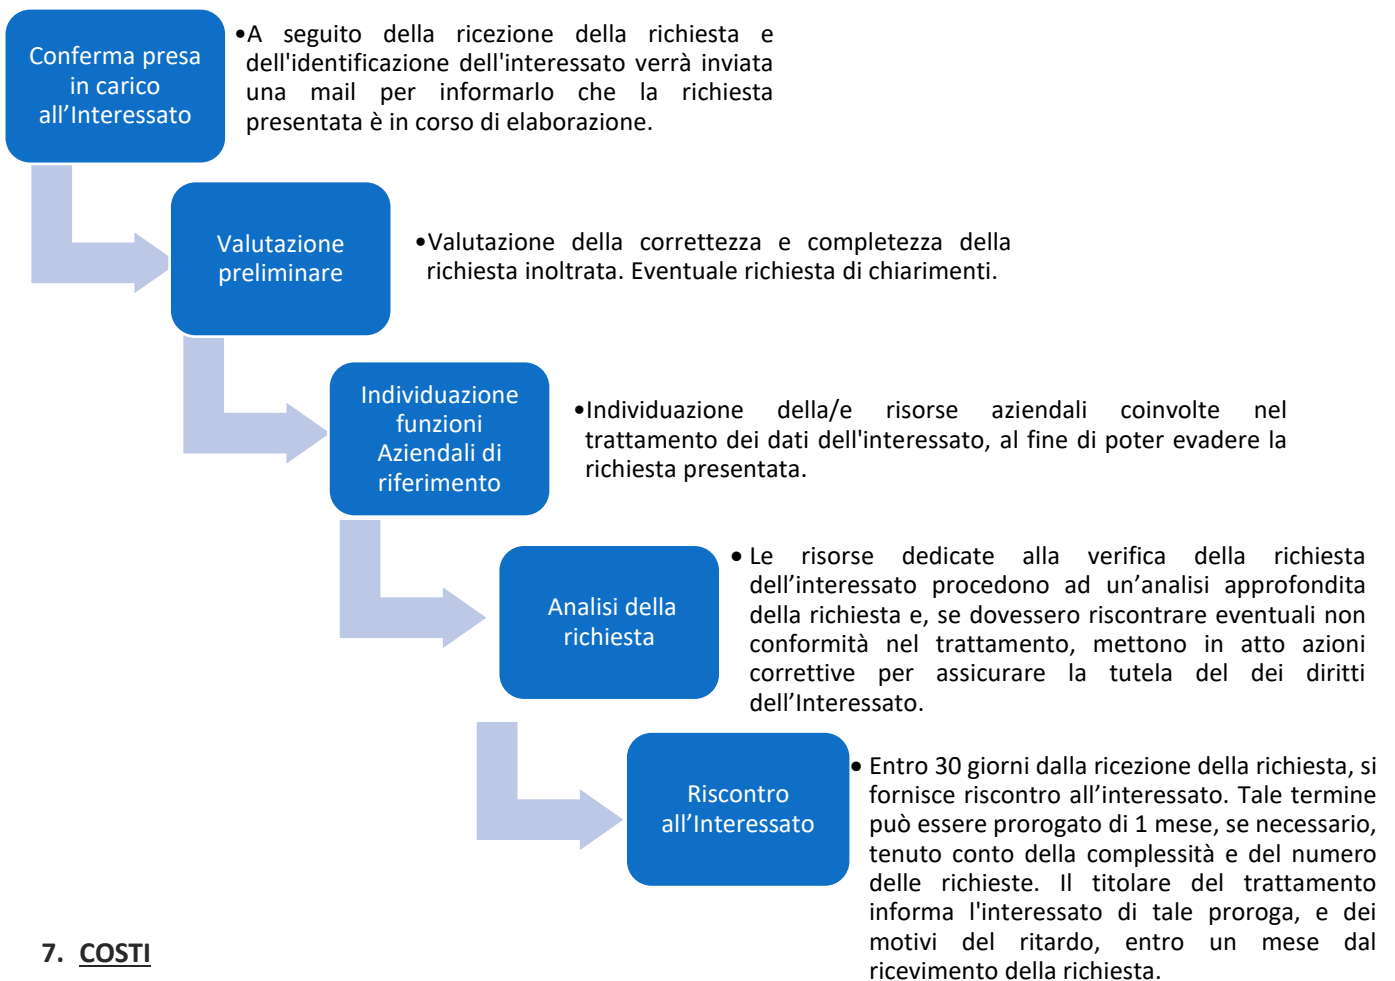 Conferma presa
in carico
all’Interessato
•A seguito della ricezione della richiesta e
dell'identificazione dell'interessato verrà inviata
una mail per informarlo che la richiesta
presentata è in corso di elaborazione.
Valutazione
preliminare
•Valutazione della correttezza e completezza della
richiesta inoltrata. Eventuale richiesta di chiarimenti.
Individuazione
funzioni
Aziendali di
riferimento
•Individuazione della/e risorse aziendali coinvolte nel
trattamento dei dati dell'interessato, al fine di poter evadere la
richiesta presentata.
Analisi della
richiesta
• Le risorse dedicate alla verifica della richiesta
dell’interessato procedono ad un’analisi approfondita
della richiesta e, se dovessero riscontrare eventuali non
conformità nel trattamento, mettono in atto azioni
correttive per assicurare la tutela del dei diritti
dell’Interessato.
Riscontro
all’Interessato
• Entro 30 giorni dalla ricezione della richiesta, si
fornisce riscontro all’interessato. Tale termine
può essere prorogato di 1 mese, se necessario,
tenuto conto della complessità e del numero
delle richieste. Il titolare del trattamento
informa l'interessato di tale proroga, e dei
motivi del ritardo, entro un mese dal
ricevimento della richiesta.
7. COSTI